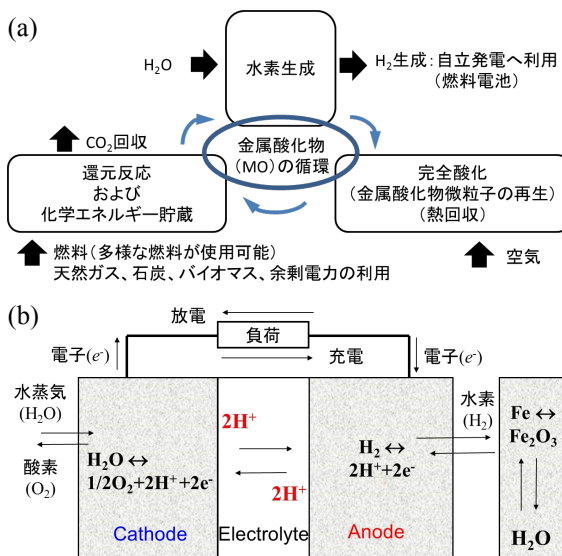 (a)
H₂O
水素生成
H₂生成：自立発電へ利用
（燃料電池）
CO₂回収
金属酸化物
（MO）の循環
還元反応
および
化学エネルギー貯蔵
完全酸化
（金属酸化物微粒子の再生）
（熱回収）
燃料（多様な燃料が使用可能）
天然ガス、石炭、バイオマス、余剰電力の利用
空気
(b)
放電
負荷
充電
電子(e⁻)
電子(e⁻)
水蒸気
(H₂O)
酸素
(O₂)
H₂O ↔
1/2O₂+2H⁺+2e⁻
Cathode
2H⁺
2H⁺
Electrolyte
H₂ ↔
2H⁺+2e⁻
Anode
水素
(H₂)
Fe ↔
Fe₂O₃
H₂O